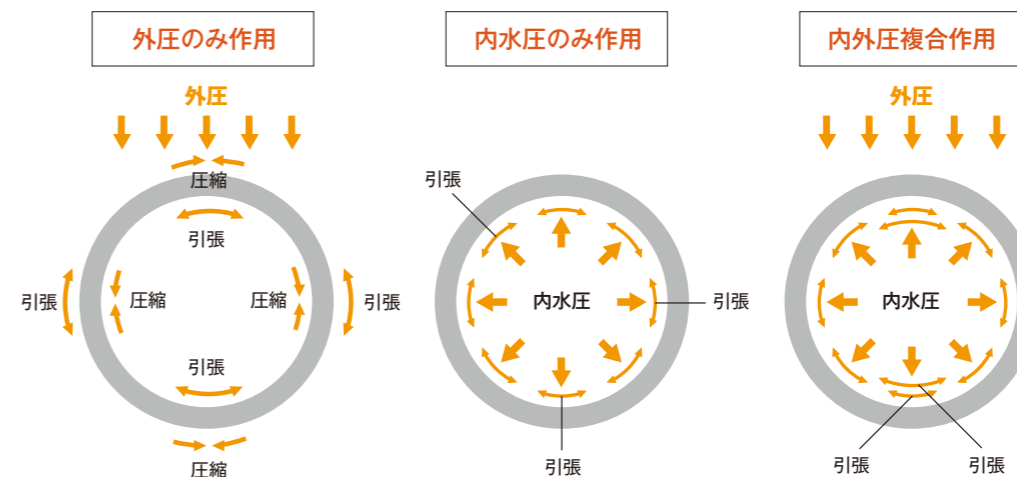 外圧のみ作用
外圧
圧縮
引張
引張
圧縮
圧縮
引張
引張
圧縮
内水圧のみ作用
引張
内水圧
引張
引張
内外圧複合作用
外圧
内水圧
引張
引張